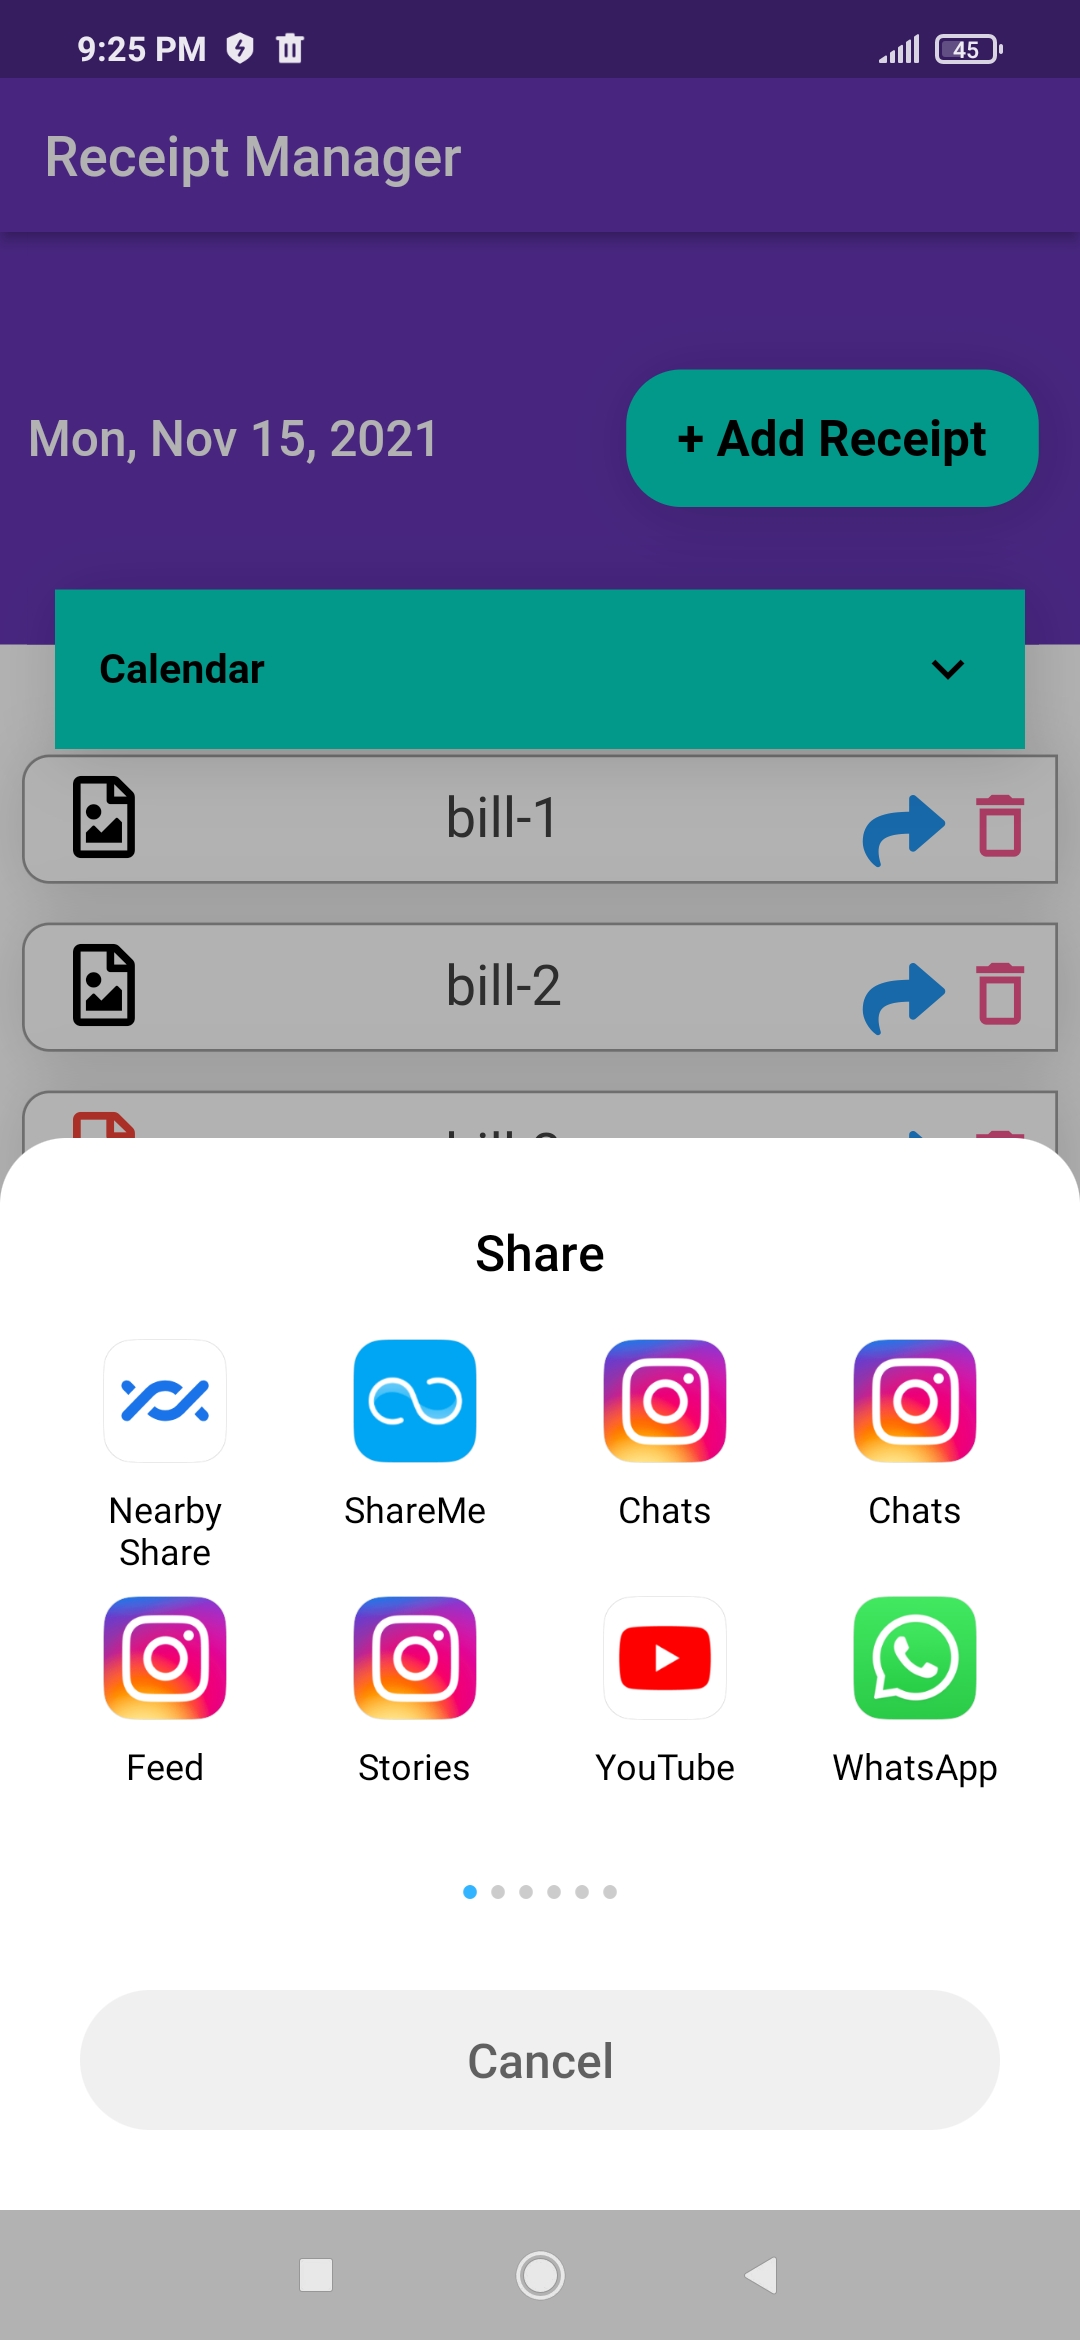 9:25 PM
45
Receipt Manager
Mon, Nov 15, 2021
+ Add Receipt
Calendar
bill-1
bill-2
Share
Nearby
Share
ShareMe
Chats
Chats
Feed
Stories
YouTube
WhatsApp
Cancel